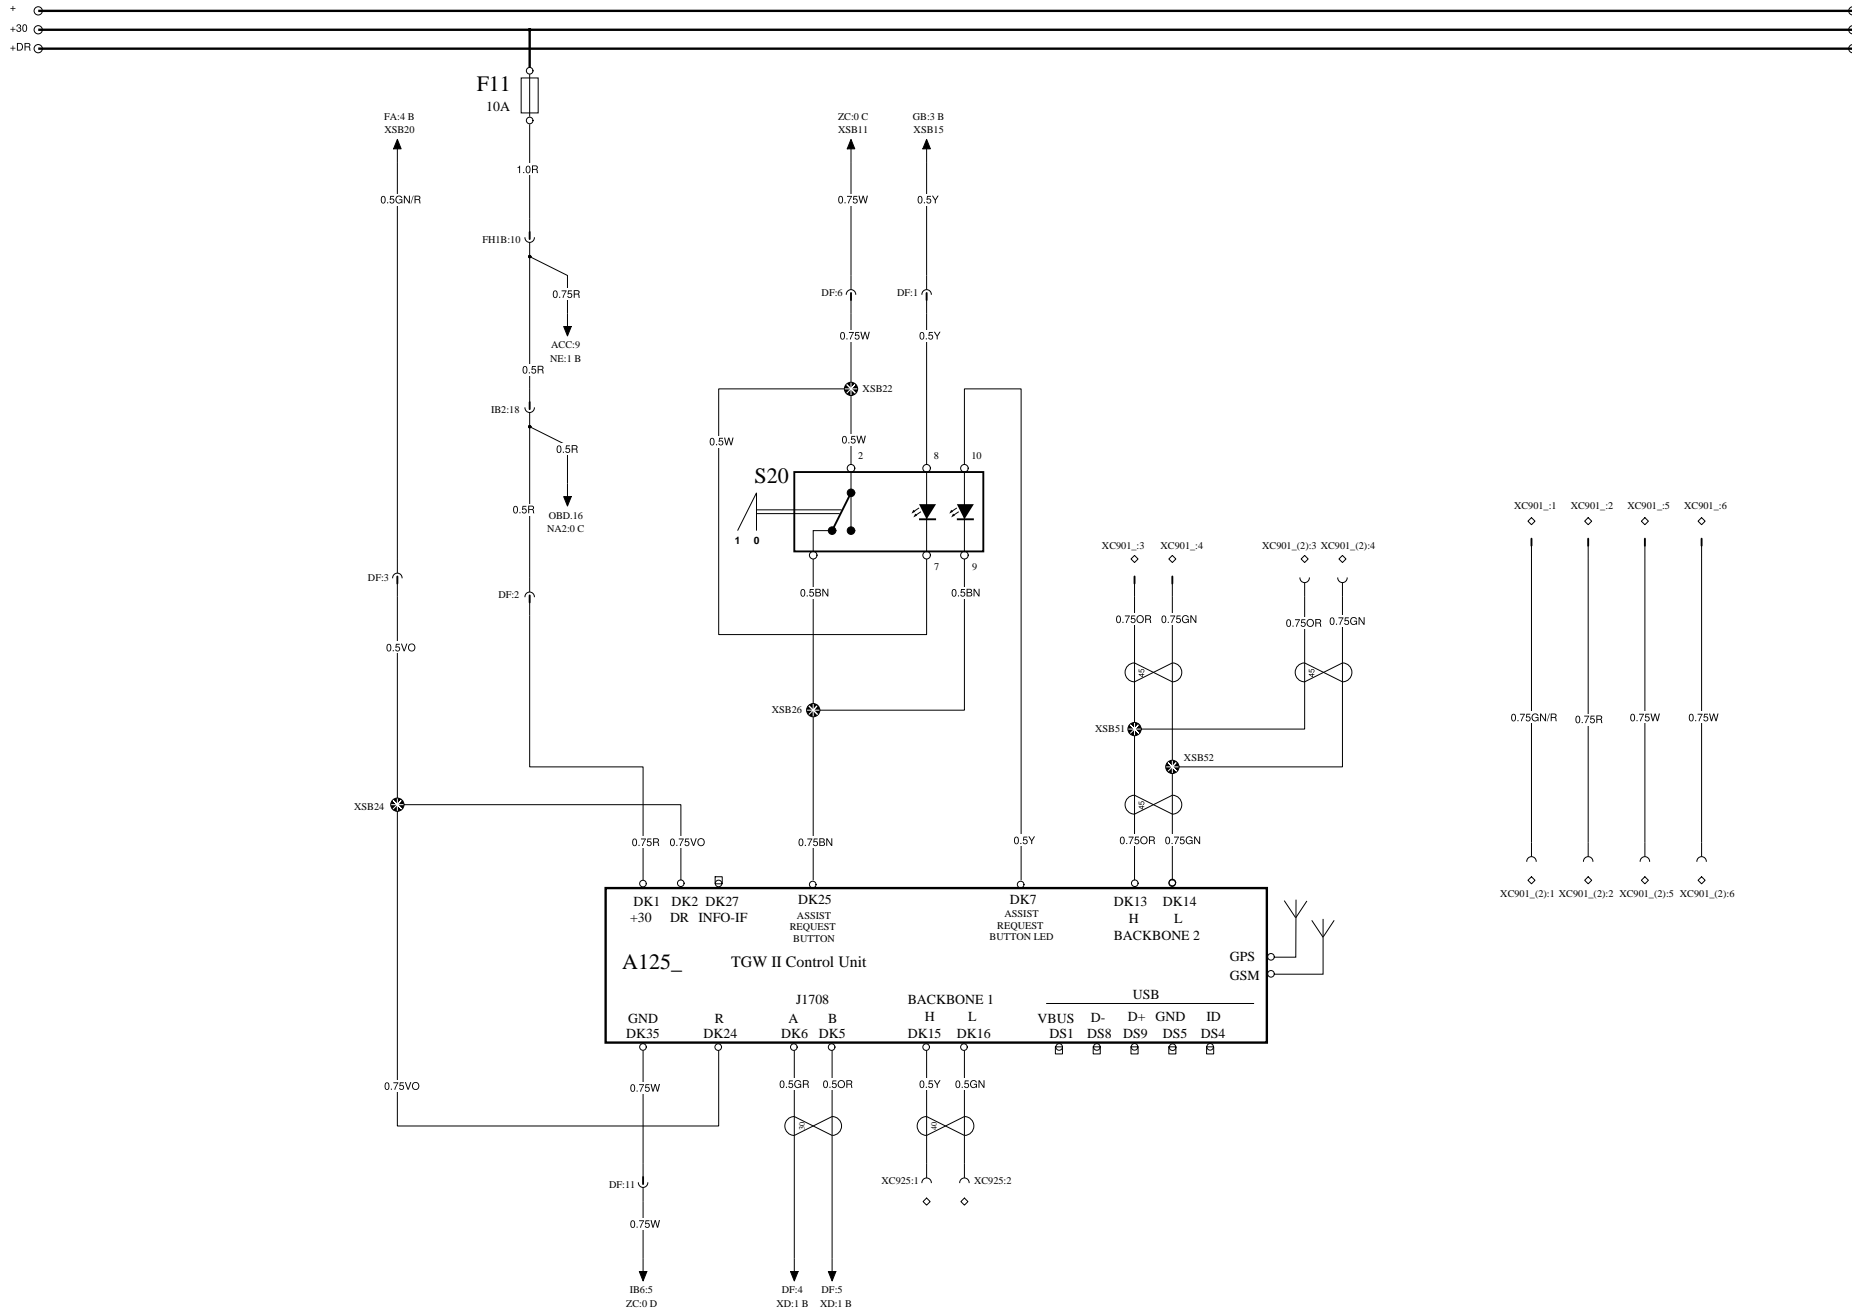 +
+30
+DR
F11
10A
FA:4 B
XSB20
ZC:0 C
XSB11
GB:3 B
XSB15
1.0R
0.5GN/R
0.75W
0.5Y
FH1B:10
0.75R
DF:6
DF:1
0.75W
0.5Y
ACC:9
NE:1 B
0.5R
XSB22
IB2:18
0.5R
0.5W
0.5W
2
8
10
S20
0.5R
OBD.16
NA2:0 C
1 0
XC901_:1
XC901_:2
XC901_:5
XC901_:6
XC901_:3
XC901_:4
XC901_(2):3
XC901_(2):4
7
9
DF:3
DF:2
0.5BN
0.5BN
0.75OR
0.75GN
0.75OR
0.75GN
0.5VO
45
45
XSB26
0.75GN/R
0.75R
0.75W
0.75W
XSB51
XSB52
XSB24
45
0.75R
0.75VO
0.75BN
0.5Y
0.75OR
0.75GN
XC901_(2):1
XC901_(2):2
XC901_(2):5
XC901_(2):6
DK1
DK2
DK27
DK25
DK7
DK13
DK14
+30
DR
INFO-IF
ASSIST
REQUEST
BUTTON
ASSIST
REQUEST
BUTTON LED
H
L
BACKBONE 2
A125_
TGW II Control Unit
GPS
GSM
J1708
BACKBONE 1
USB
GND
R
A
B
H
L
VBUS
D-
D+
GND
ID
DK35
DK24
DK6
DK5
DK15
DK16
DS1
DS8
DS9
DS5
DS4
0.75VO
0.75W
0.5GR
0.5OR
0.5Y
0.5GN
30
40
DF:11
XC925:1
XC925:2
0.75W
IB6:5
ZC:0 D
DF:4
XD:1 B
DF:5
XD:1 B